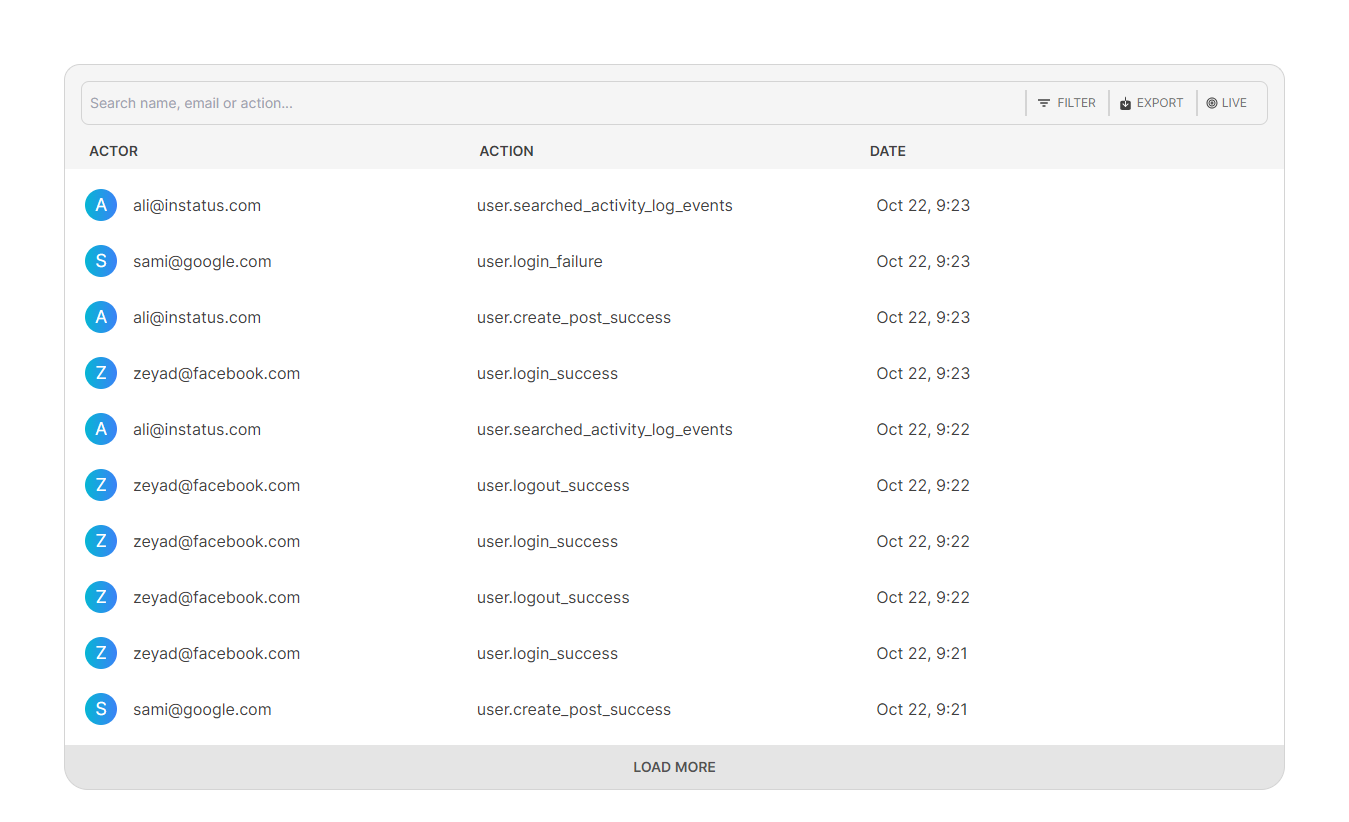 Search name, email or action... FILTER EXPORT LIVE
ACTOR ACTION DATE
A ali@instatus.com user.searched_activity_log_events Oct 22, 9:23
S sami@google.com user.login_failure Oct 22, 9:23
A ali@instatus.com user.create_post_success Oct 22, 9:23
Z zeyad@facebook.com user.login_success Oct 22, 9:23
A ali@instatus.com user.searched_activity_log_events Oct 22, 9:22
Z zeyad@facebook.com user.logout_success Oct 22, 9:22
Z zeyad@facebook.com user.login_success Oct 22, 9:22
Z zeyad@facebook.com user.logout_success Oct 22, 9:22
Z zeyad@facebook.com user.login_success Oct 22, 9:21
S sami@google.com user.create_post_success Oct 22, 9:21
LOAD MORE